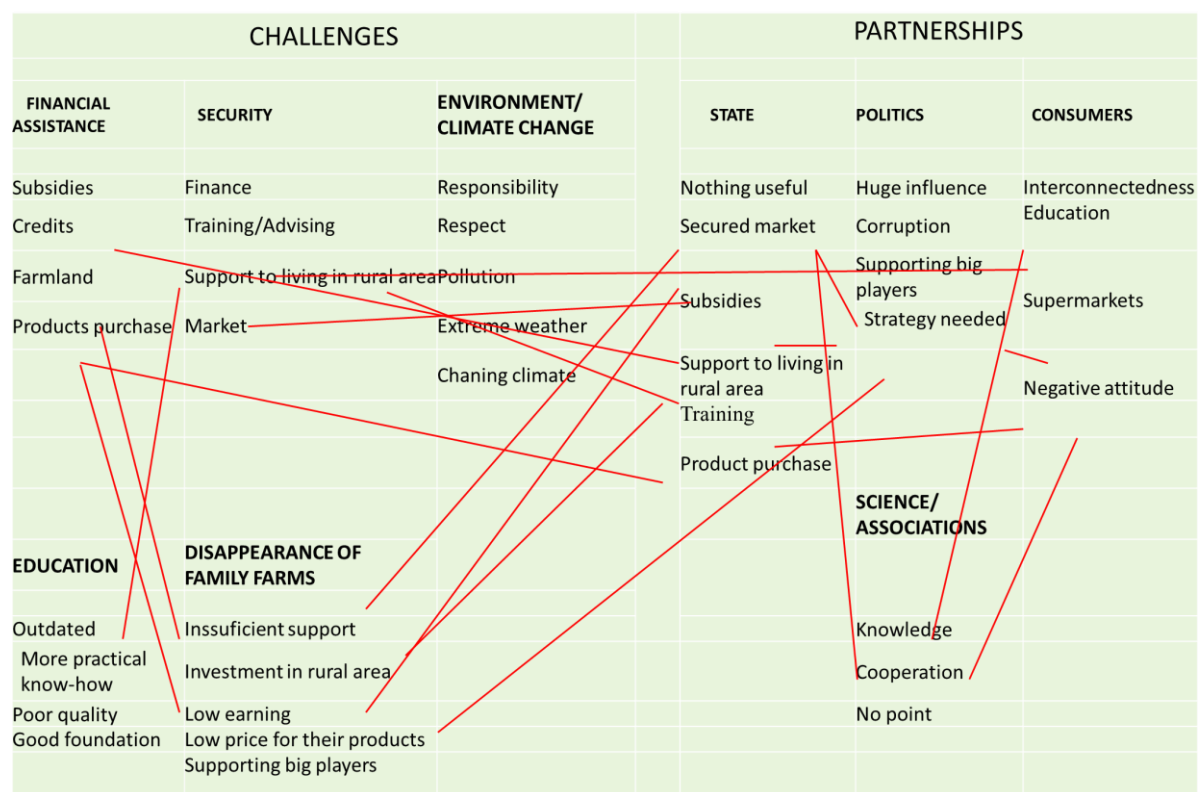 CHALLENGES
PARTNERSHIPS
FINANCIAL
ASSISTANCE
SECURITY
ENVIRONMENT/
CLIMATE CHANGE
STATE
POLITICS
CONSUMERS
Subsidies
Finance
Responsibility
Nothing useful
Huge influence
Interconnectedness
Education
Credits
Training/Advising
Respect
Secured market
Corruption
Farmland
Support to living in rural area
Pollution
Subsidies
Supporting big
players
Supermarkets
Products purchase
Market
Extreme weather
Strategy needed
Chaning climate
Support to living in
rural area
Training
Negative attitude
Product purchase
SCIENCE/
ASSOCIATIONS
EDUCATION
DISAPPEARANCE OF
FAMILY FARMS
Outdated
Inssuficient support
Knowledge
More practical
know-how
Investment in rural area
Cooperation
Poor quality
Low earning
No point
Good foundation
Low price for their products
Supporting big players